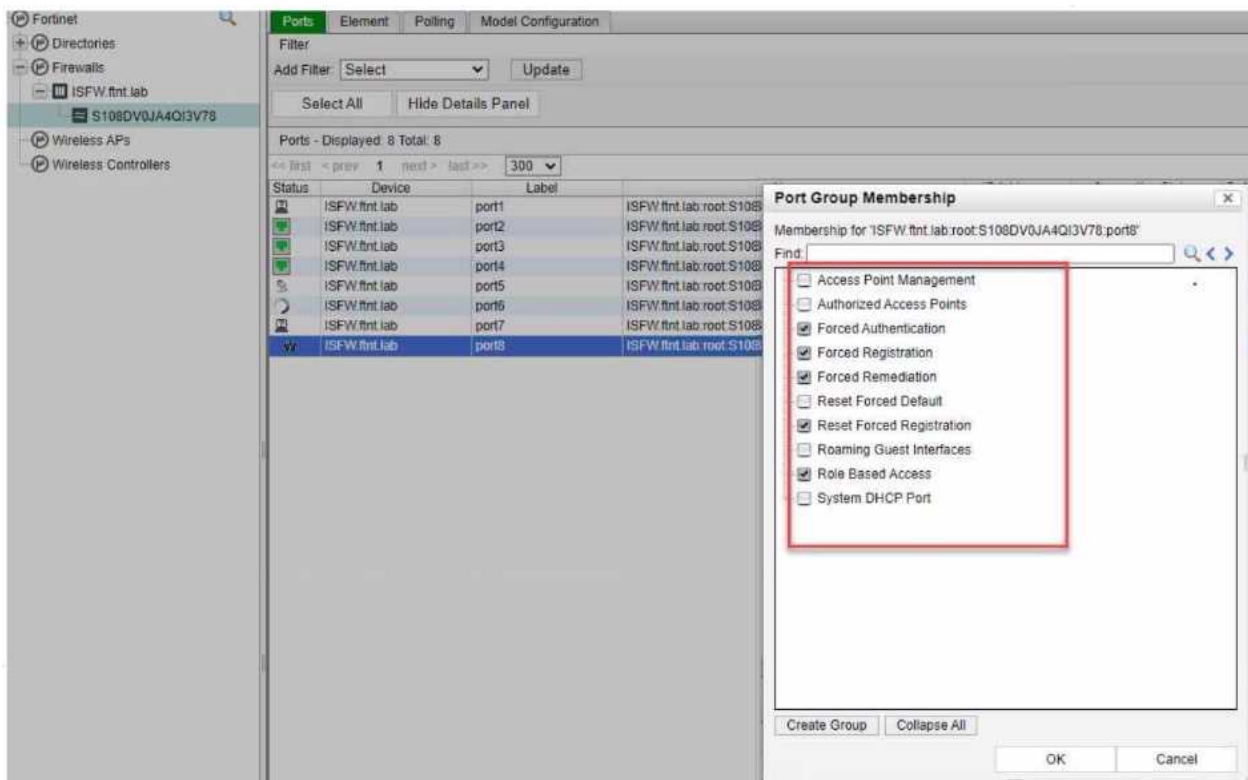 Fortinet
Directories
Firewalls
ISFW.ftnt.lab
S108DV0JA4QI3V78
Wireless APs
Wireless Controllers
Ports Element Polling Model Configuration
Filter
Add Filter: Select Update
Select All Hide Details Panel
Ports - Displayed: 8 Total: 8
<< first < prev 1 next > last >> 300
Status Device Label
ISFW.ftnt.lab port1 ISFW.ftnt.lab:root:S108
ISFW.ftnt.lab port2 ISFW.ftnt.lab:root:S108
ISFW.ftnt.lab port3 ISFW.ftnt.lab:root:S108
ISFW.ftnt.lab port4 ISFW.ftnt.lab:root:S108
ISFW.ftnt.lab port5 ISFW.ftnt.lab:root:S108
ISFW.ftnt.lab port6 ISFW.ftnt.lab:root:S108
ISFW.ftnt.lab port7 ISFW.ftnt.lab:root:S108
ISFW.ftnt.lab port8 ISFW.ftnt.lab:root:S108
Port Group Membership
Membership for 'ISFW.ftnt.lab:root:S108DV0JA4QI3V78:port8'
Find:
Access Point Management
Authorized Access Points
Forced Authentication
Forced Registration
Forced Remediation
Reset Forced Default
Reset Forced Registration
Roaming Guest Interfaces
Role Based Access
System DHCP Port
Create Group Collapse All
OK Cancel